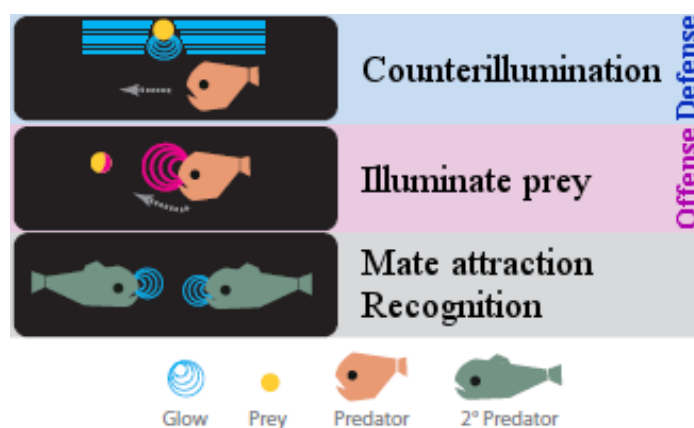 Counterillumination
Defense
Illuminate prey
Offense
Mate attraction
Recognition
Glow
Prey
Predator
2° Predator